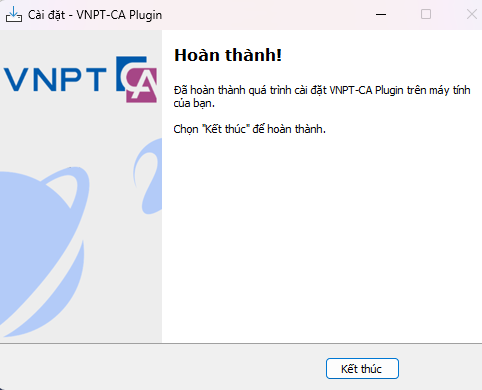 Cài đặt - VNPT-CA Plugin
VNPT CA
Hoàn thành!
Đã hoàn thành quá trình cài đặt VNPT-CA Plugin trên máy tính
của bạn.
Chọn "Kết thúc" để hoàn thành.
Kết thúc